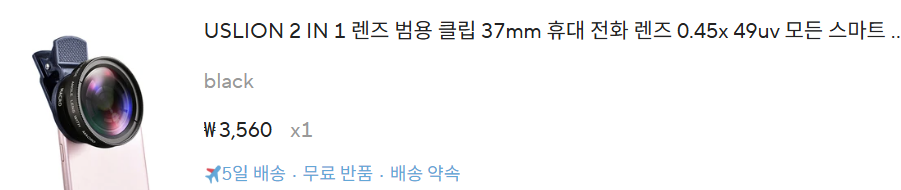 USLION 2 IN 1 렌즈 범용 클립 37mm 휴대 전화 렌즈 0.45x 49uv 모든 스마트 ..
black
₩3,560 x1
5일 배송 · 무료 반품 · 배송 약속
MACRO